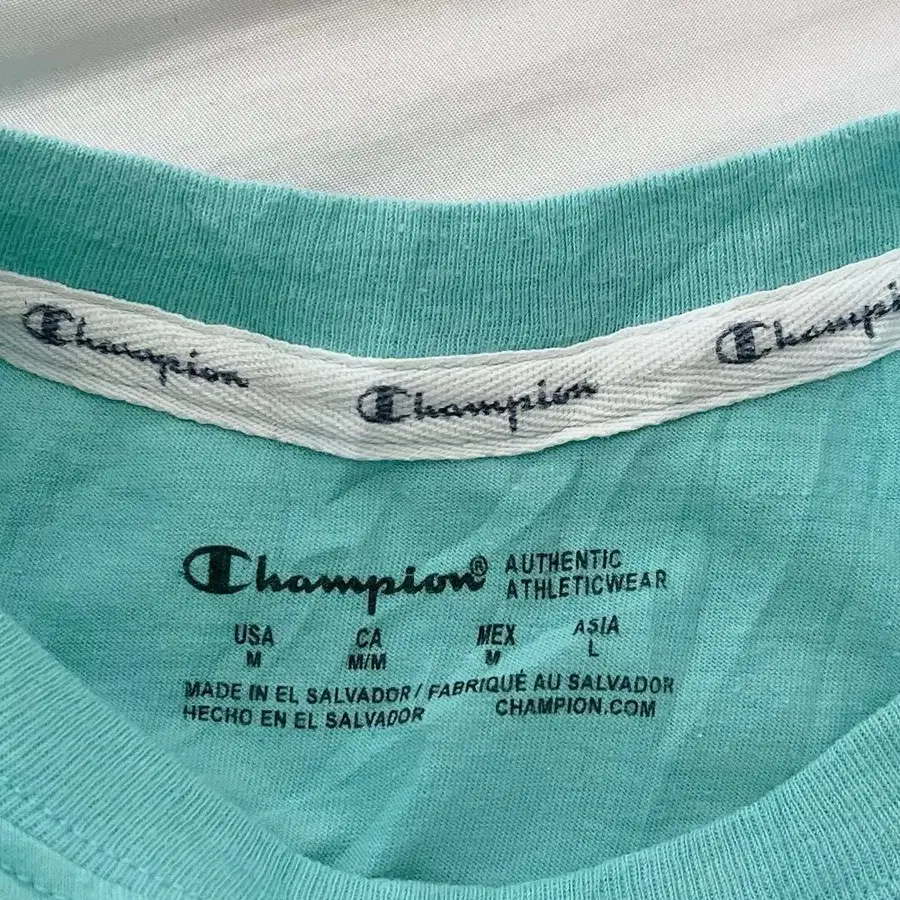 Champion
Champion
Champion
Champion® AUTHENTIC
ATHLETICWEAR
USA CA MEX ASIA
M M/M M L
MADE IN EL SALVADOR / FABRIQUÉ AU SALVADOR
HECHO EN EL SALVADOR CHAMPION.COM